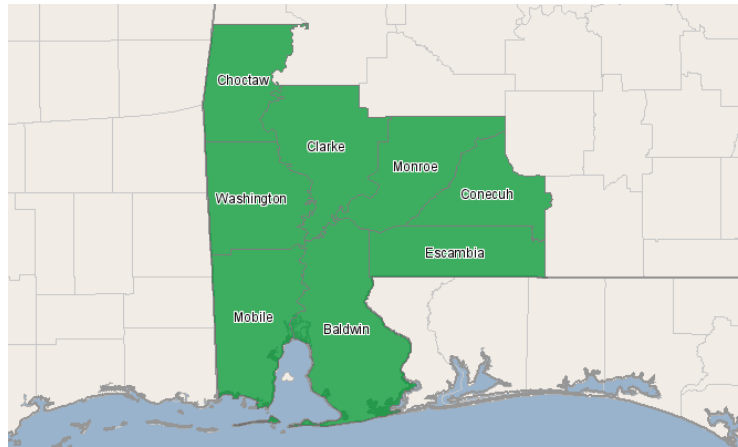 Choctaw
Clarke
Monroe
Conecuh
Washington
Escambia
Mobile
Baldwin